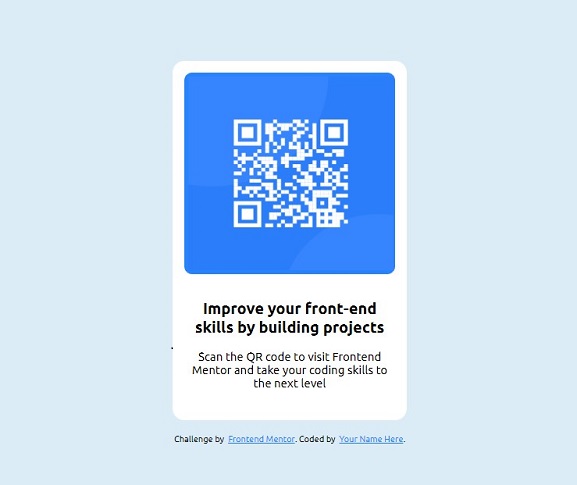 Improve your front-end
skills by building projects
Scan the QR code to visit Frontend
Mentor and take your coding skills to
the next level
Challenge by Frontend Mentor. Coded by Your Name Here.